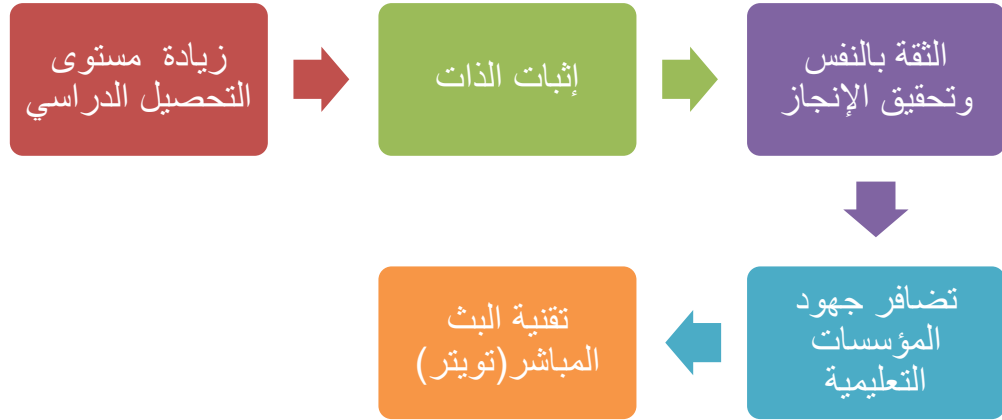 زيادة مستوى
التحصيل الدراسي
إثبات الذات
الثقة بالنفس
وتحقيق الإنجاز
تضافر جهود
المؤسسات
التعليمية
تقنية البث
المباشر(تويتر)